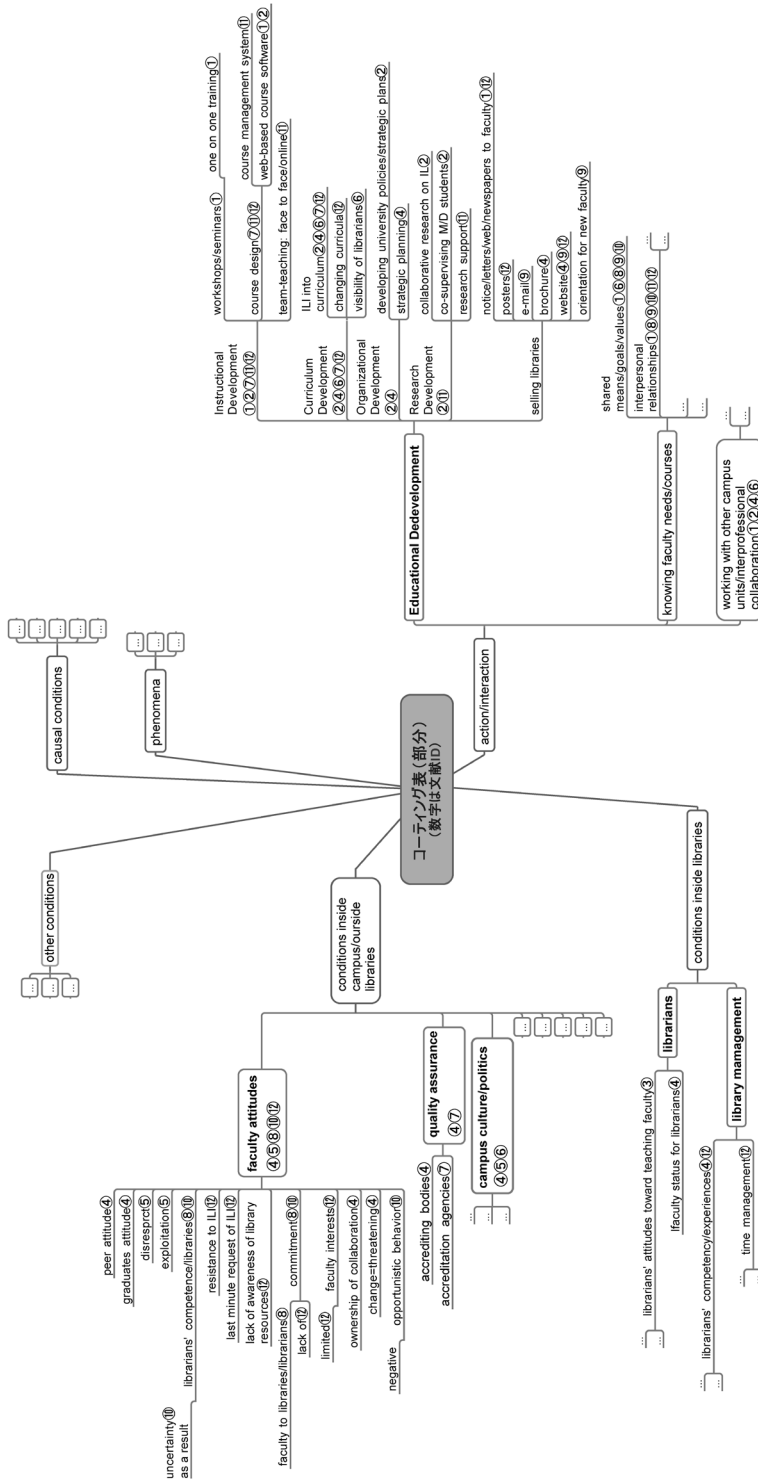 コーティング表(部分)
(数字は文献ID)
causal conditions
...
...
...
...
...
phenomena
...
...
...
other conditions
...
...
...
action/interaction
Educational Dedevelopment
Instructional
Development
①②⑦⑪⑫
workshops/seminars①
one on one training①
course design⑦⑪⑫
course management system⑪
web-based course software①②
team-teaching: face to face/online⑪
Curriculum
Development
②④⑥⑦⑫
ILI into
curriculum②④⑥⑦⑫
changing curricula⑫
visibility of librarians⑥
Organizational
Development
②④
developing university policies/strategic plans②
strategic planning④
Research
Development
②⑪
collaborative research on IL②
co-supervising M/D students②
research support⑪
selling libraries
notice/letters/web/newspapers to faculty①⑫
posters⑫
e-mail⑨
brochure④
website④⑨⑫
orientation for new faculty⑨
knowing faculty needs/courses
shared
means/goals/values①⑥⑧⑨⑩
interpersonal
relationships①⑧⑨⑩⑪⑫
...
...
...
...
working with other campus
units/interprofessional
collaboration①②④⑥
...
...
conditions inside
campus/ourside
libraries
faculty attitudes
④⑤⑧⑩⑫
peer attitude④
graduates attitude④
disresprct⑤
exploitation⑤
librarians' competence/libraries⑧⑩
uncertainty⑩
as a result
resistance to ILI⑫
last minute request of ILI⑫
lack of awareness of library
resources⑫
commitment⑧⑩
faculty to libraries/librarians⑧
lack of⑫
faculty interests⑫
limited⑫
ownership of collaboration④
change=threatening④
opportunistic behavior⑩
negative
quality assurance
④⑦
accrediting bodies④
accreditation agencies⑦
campus culture/politics
④⑤⑥
...
...
...
...
...
...
...
...
conditions inside libraries
librarians
librarians' attitudes toward teaching faculty③
...
...
lfaculty status for librarians④
library mamagement
librarians' competency/experiences④⑫
...
...
time management⑫
...
...